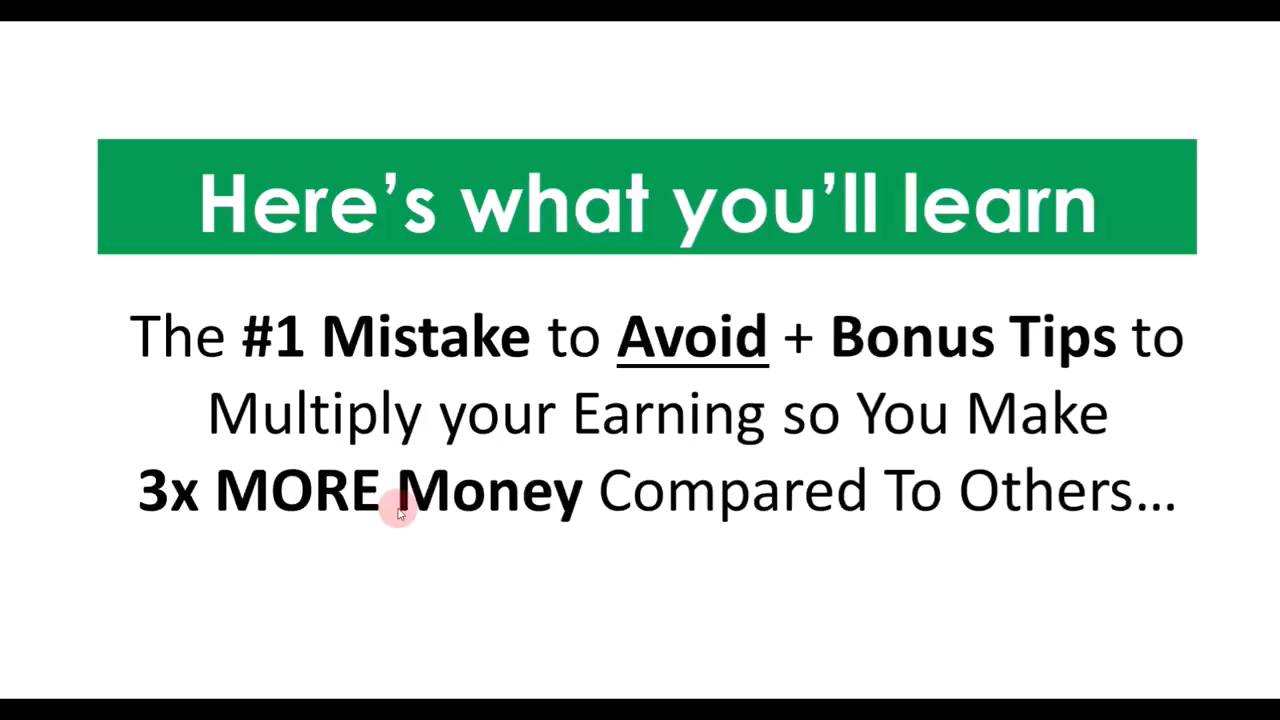 Here’s what you’ll learn
The #1 Mistake to Avoid + Bonus Tips to
Multiply your Earning so You Make
3x MORE Money Compared To Others...